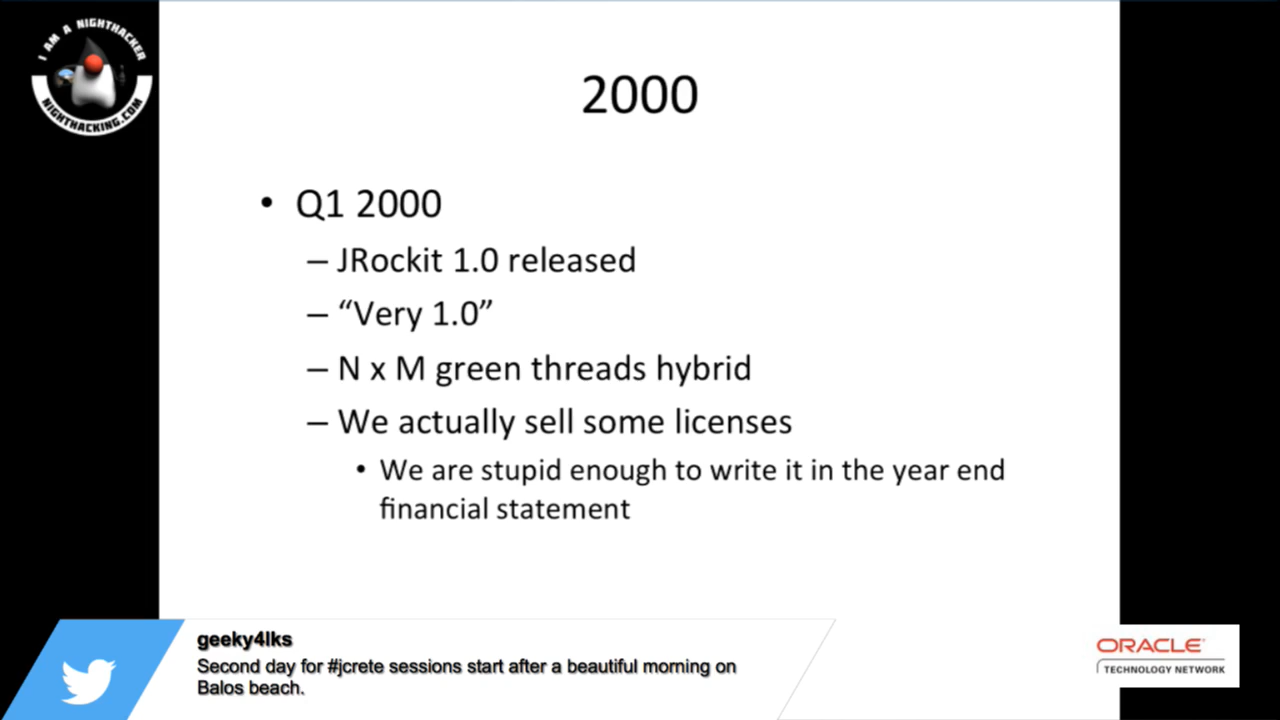 I AM A NIGHTHACKER
NIGHTHACKING.COM
2000
• Q1 2000
– JRockit 1.0 released
– “Very 1.0”
– N x M green threads hybrid
– We actually sell some licenses
• We are stupid enough to write it in the year end
financial statement
geeky4lks
Second day for #jcrete sessions start after a beautiful morning on
Balos beach.
ORACLE
TECHNOLOGY NETWORK